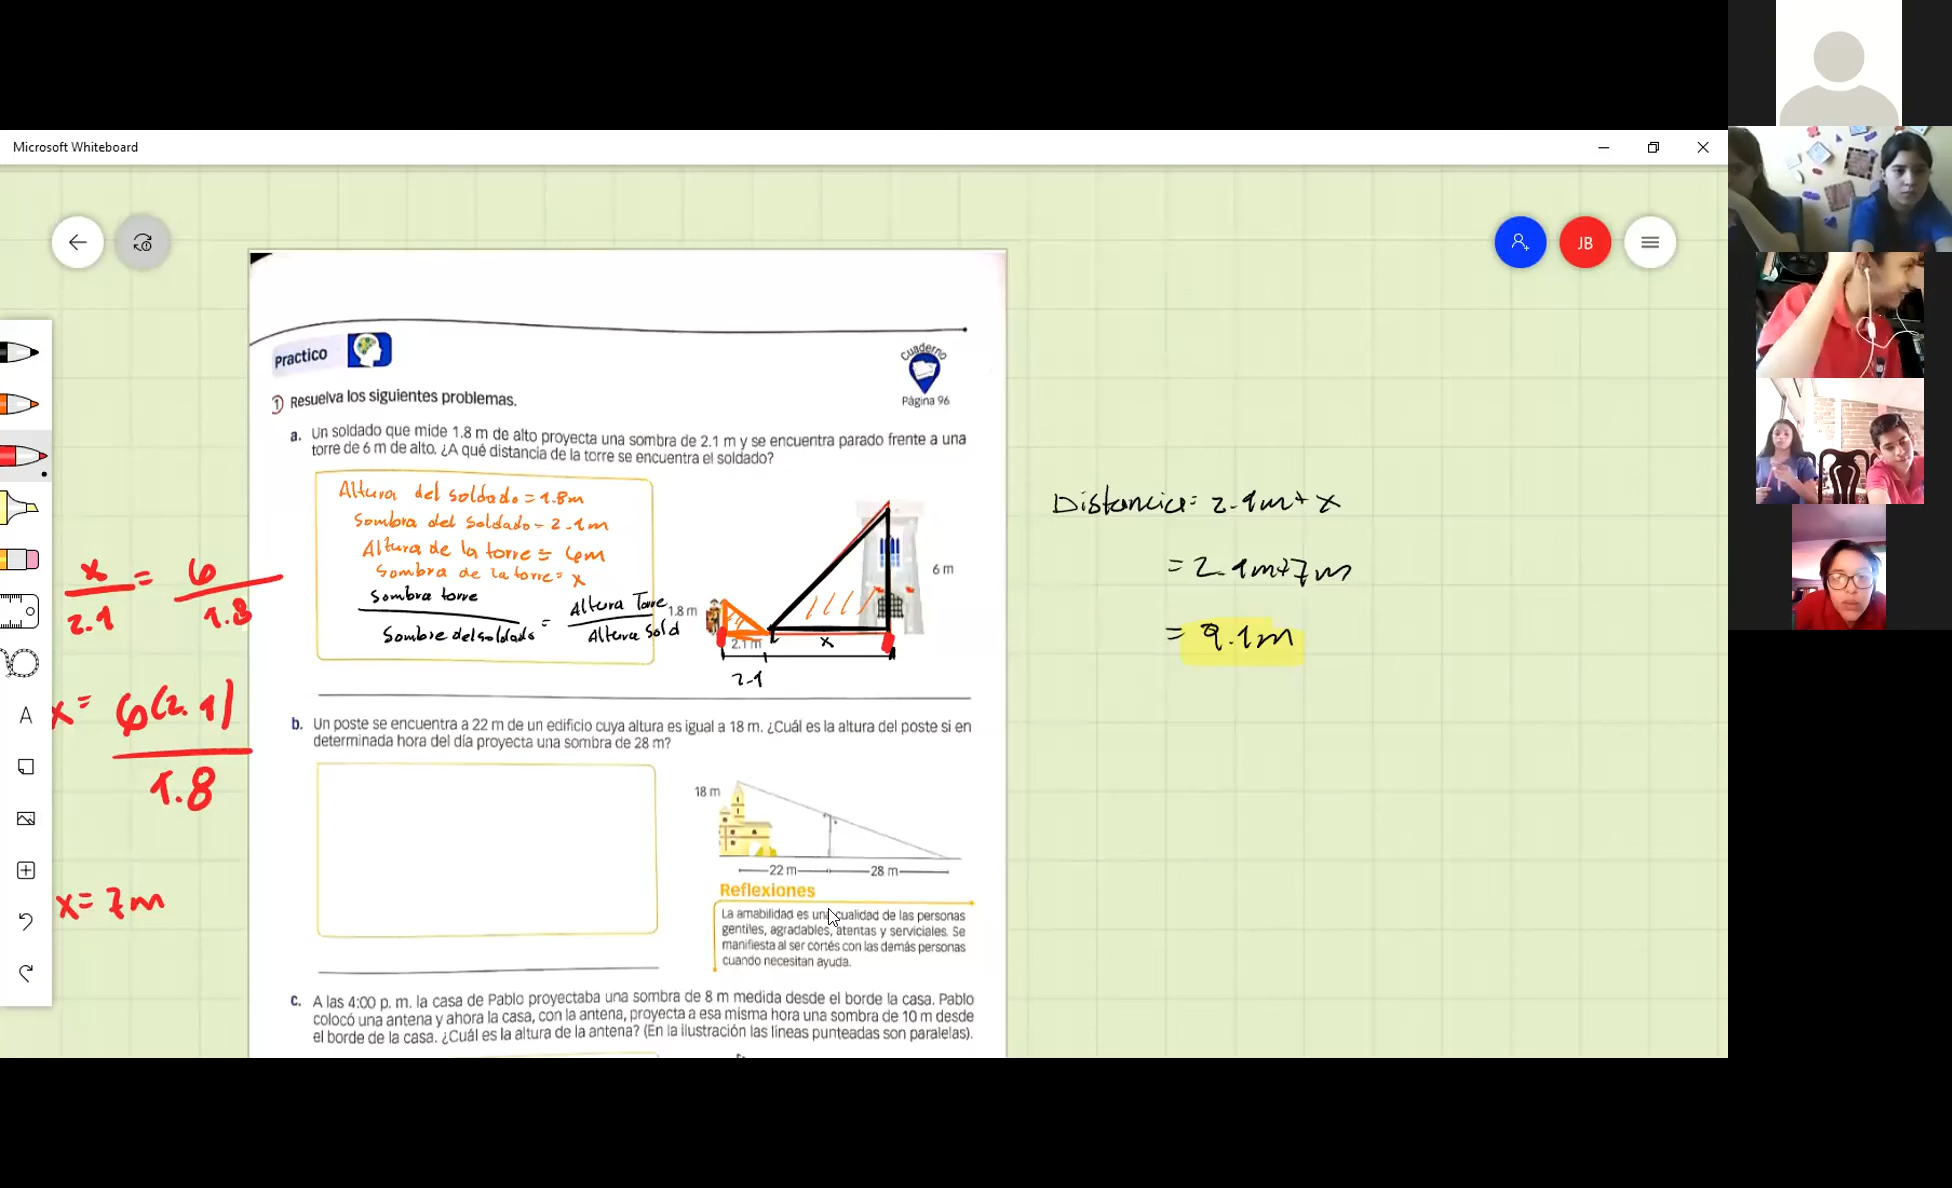 Microsoft Whiteboard
JB
Practico
Cuaderno
Página 96
1 Resuelva los siguientes problemas.
a. Un soldado que mide 1.8 m de alto proyecta una sombra de 2.1 m y se encuentra parado frente a una
torre de 6 m de alto. ¿A qué distancia de la torre se encuentra el soldado?
Altura del soldado = 1.8m
Sombra del soldado = 2.1m
Altura de la torre = 6m
Sombra de la torre = x
Sombra torre
Sombre del soldado
=
Altura Torre
Altura Sold
1.8 m
2.1 m
x
6 m
2.1
x/2.1 = 6/1.8
x = 6(2.1)/1.8
x = 7m
Distancia: 2.1m + x
= 2.1m+7m
= 9.1m
b. Un poste se encuentra a 22 m de un edificio cuya altura es igual a 18 m. ¿Cuál es la altura del poste si en
determinada hora del día proyecta una sombra de 28 m?
18 m
22 m
28 m
Reflexiones
La amabilidad es una cualidad de las personas
gentiles, agradables, atentas y serviciales. Se
manifiesta al ser cortés con las demás personas
cuando necesitan ayuda.
c. A las 4:00 p. m. la casa de Pablo proyectaba una sombra de 8 m medida desde el borde la casa. Pablo
colocó una antena y ahora la casa, con la antena, proyecta a esa misma hora una sombra de 10 m desde
el borde de la casa. ¿Cuál es la altura de la antena? (En la ilustración las líneas punteadas son paralelas).